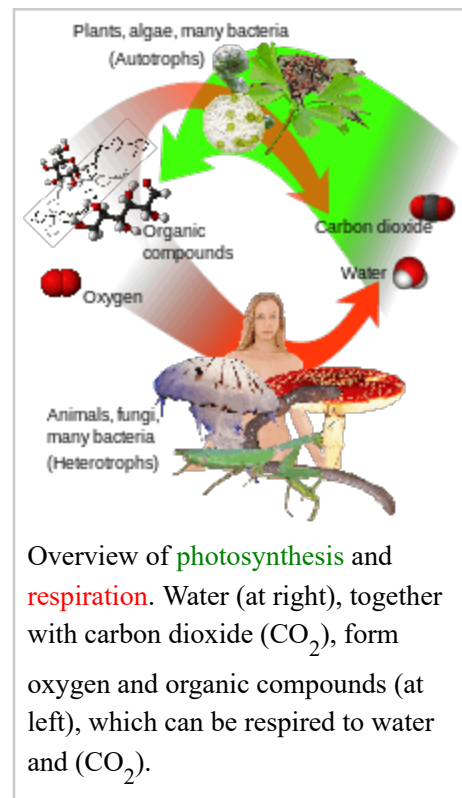 Plants, algae, many bacteria
(Autotrophs)
Organic
compounds
Carbon dioxide
Water
Oxygen
Animals, fungi,
many bacteria
(Heterotrophs)
Overview of photosynthesis and
respiration. Water (at right), together
with carbon dioxide (CO₂), form
oxygen and organic compounds (at
left), which can be respired to water
and (CO₂).